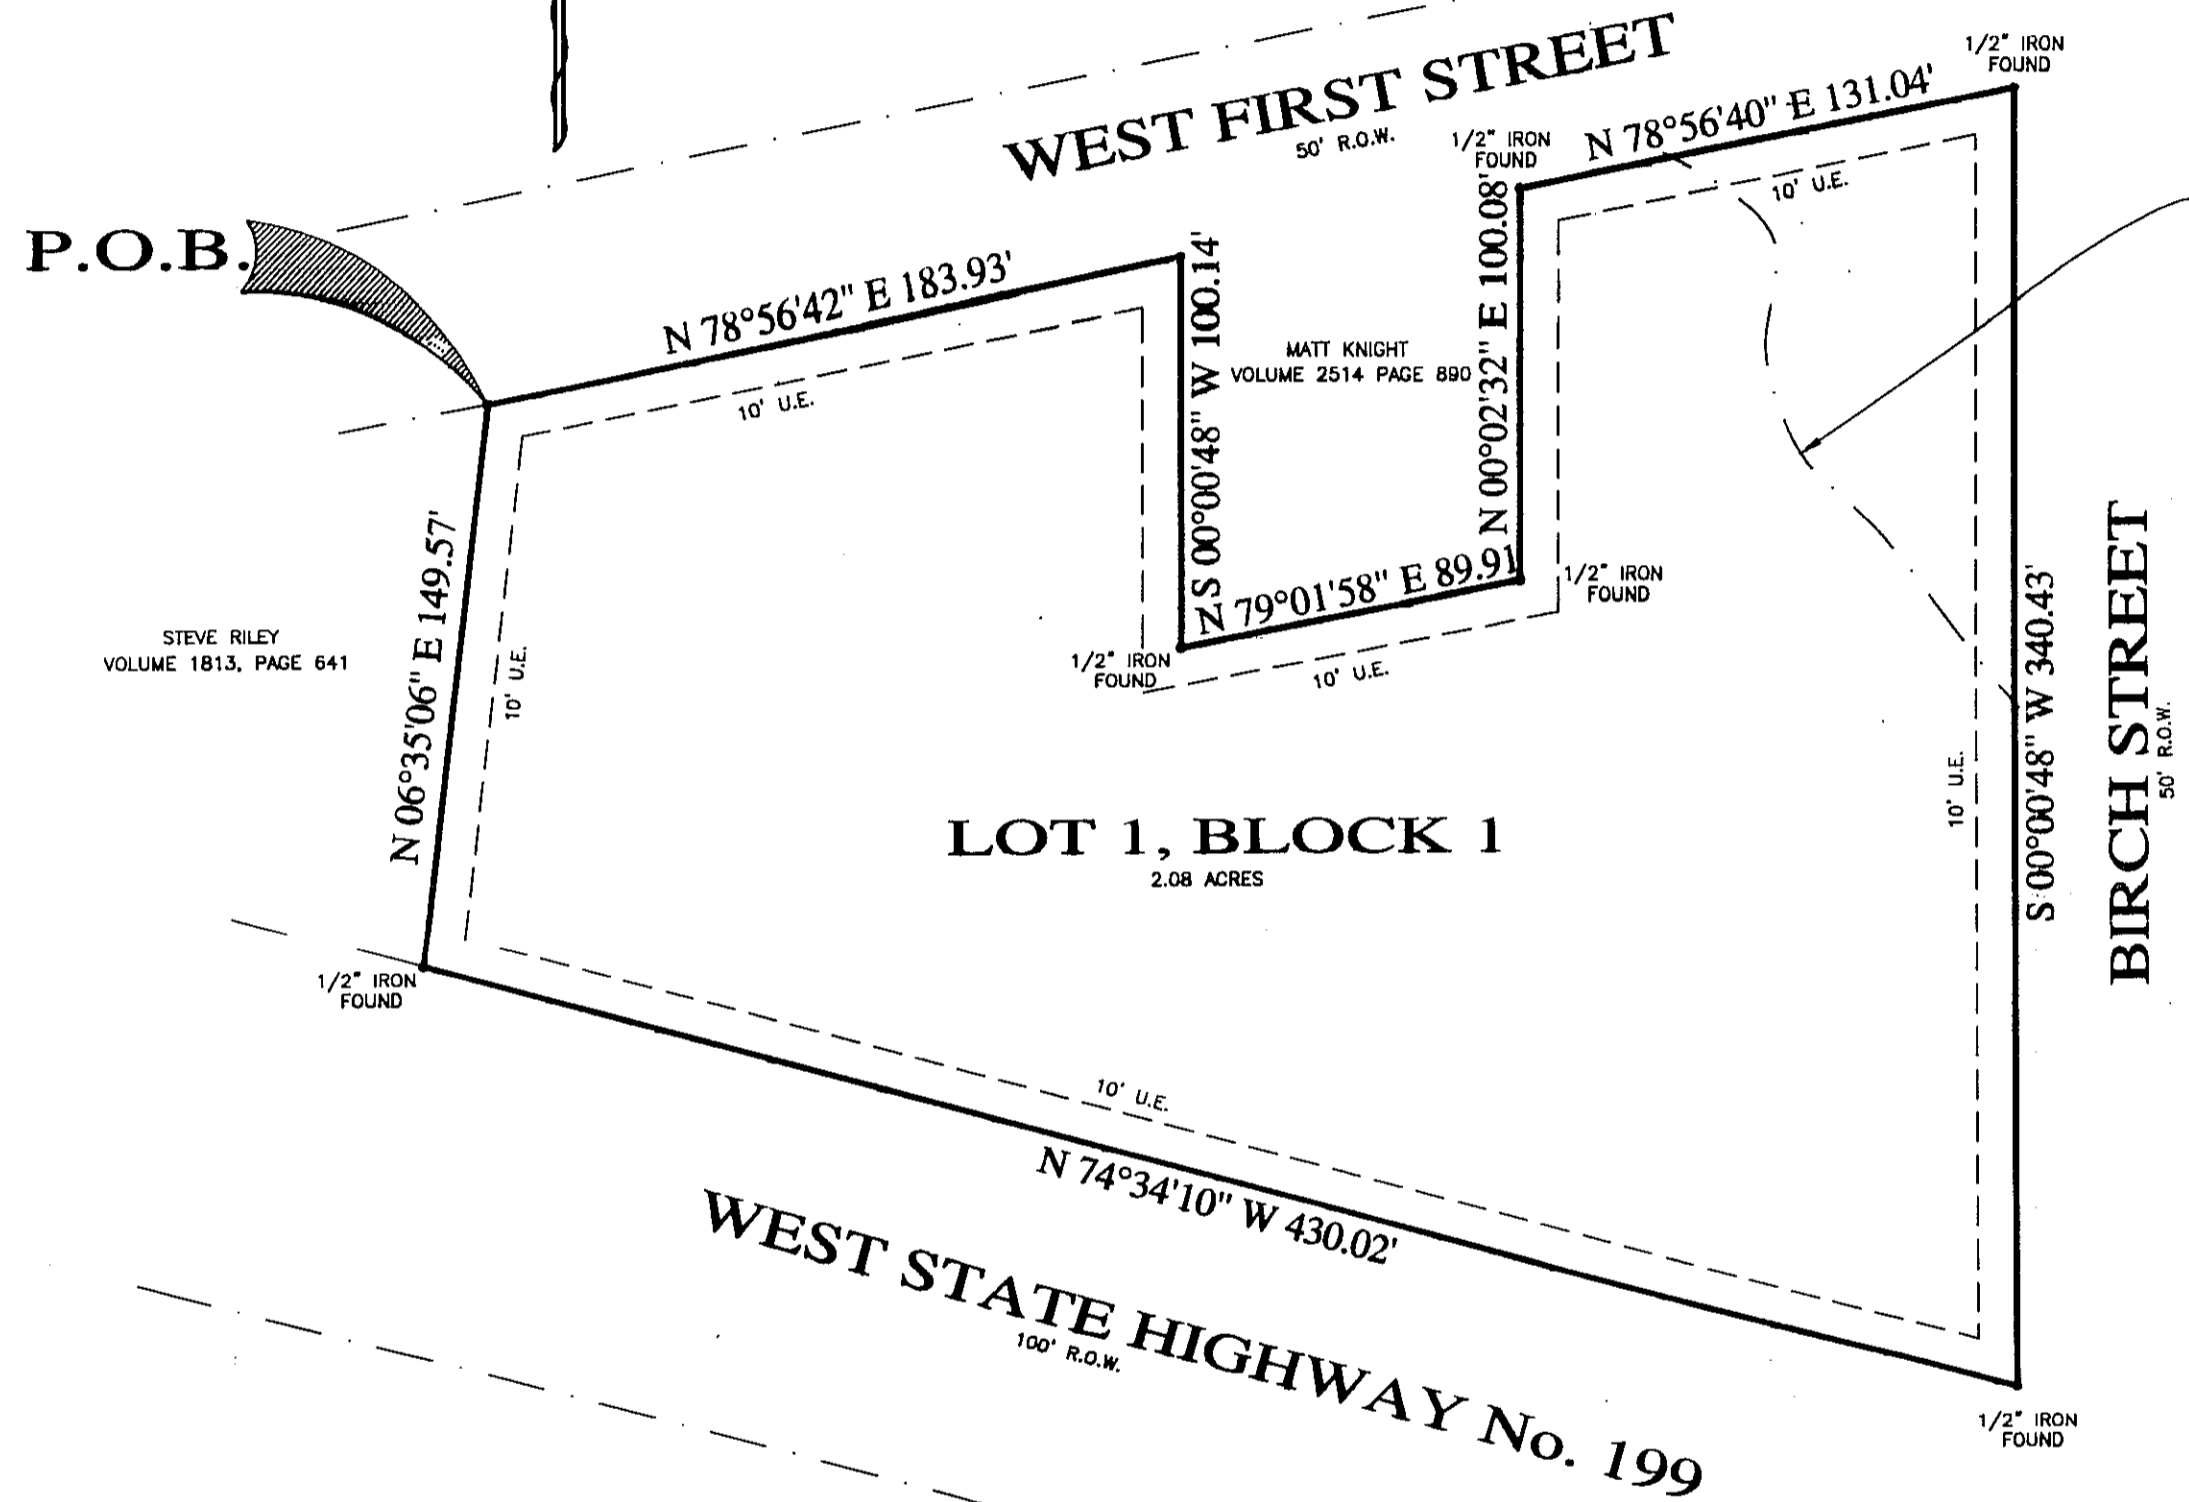 WEST FIRST STREET
50' R.O.W.
1/2" IRON
FOUND
N 78°56'40" E 131.04'
1/2" IRON
FOUND
10' U.E.
P.O.B.
N 78°56'42" E 183.93'
10' U.E.
S 00°00'48" W 100.14'
MATT KNIGHT
VOLUME 2514 PAGE 890
N 00°02'32" E 100.08'
N 79°01'58" E 89.91
1/2" IRON
FOUND
1/2" IRON
FOUND
10' U.E.
STEVE RILEY
VOLUME 1813, PAGE 641
N 06°35'06" E 149.57'
10' U.E.
LOT 1, BLOCK 1
2.08 ACRES
10' U.E.
S 00°00'48" W 340.43'
BIRCH STREET
50' R.O.W.
1/2" IRON
FOUND
10' U.E.
N 74°34'10" W 430.02'
WEST STATE HIGHWAY No. 199
100' R.O.W.
1/2" IRON
FOUND